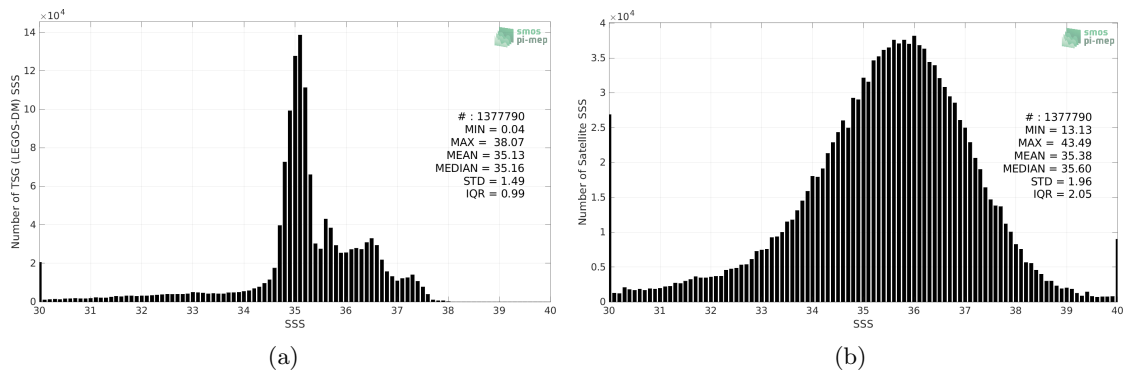 ×10⁴
smos
pi-mep
14
12
10
8
6
4
2
0
Number of TSG (LEGOS-DM) SSS
# : 1377790
MIN = 0.04
MAX = 38.07
MEAN = 35.13
MEDIAN = 35.16
STD = 1.49
IQR = 0.99
30 31 32 33 34 35 36 37 38 39 40
SSS
(a)
×10⁴
smos
pi-mep
4
3.5
3
2.5
2
1.5
1
0.5
0
Number of Satellite SSS
# : 1377790
MIN = 13.13
MAX = 43.49
MEAN = 35.38
MEDIAN = 35.60
STD = 1.96
IQR = 2.05
30 31 32 33 34 35 36 37 38 39 40
SSS
(b)